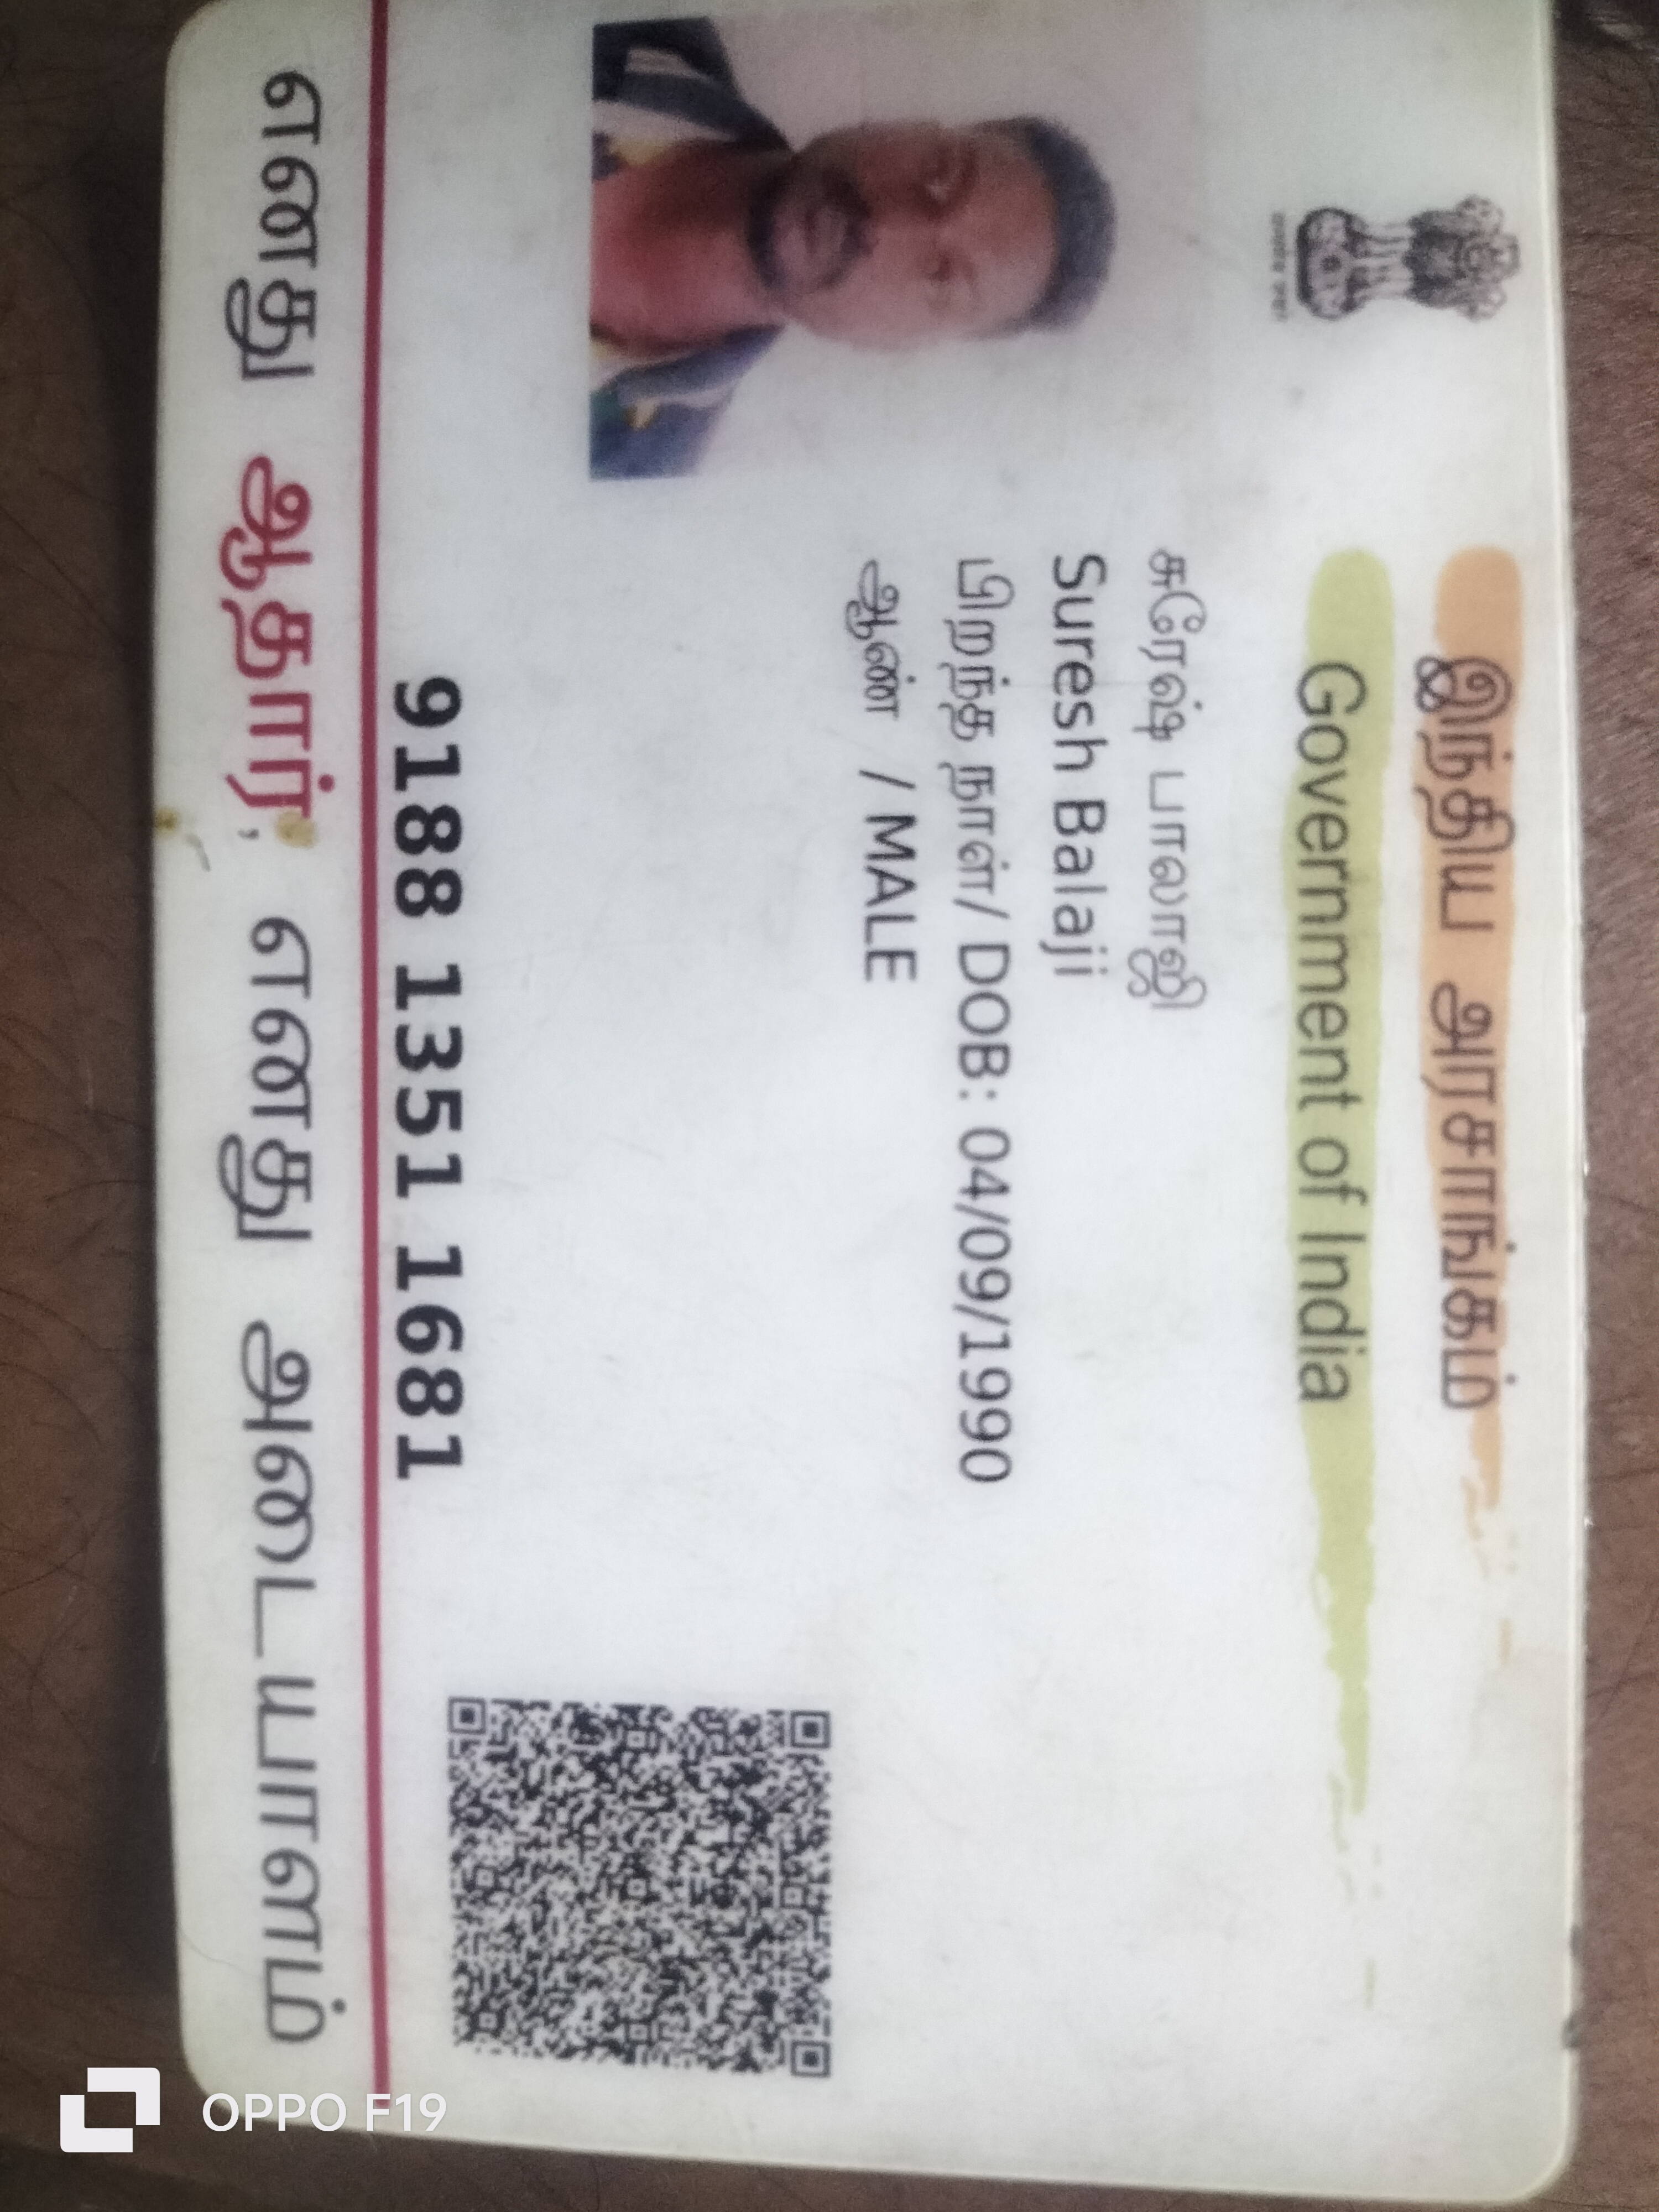 இந்திய அரசாங்கம்
Government of India
சுரேஷ் பாலாஜி
Suresh Balaji
பிறந்த நாள்/ DOB: 04/09/1990
ஆண் / MALE
9188 1351 1681
எனது ஆதார், எனது அடையாளம்
OPPO F19